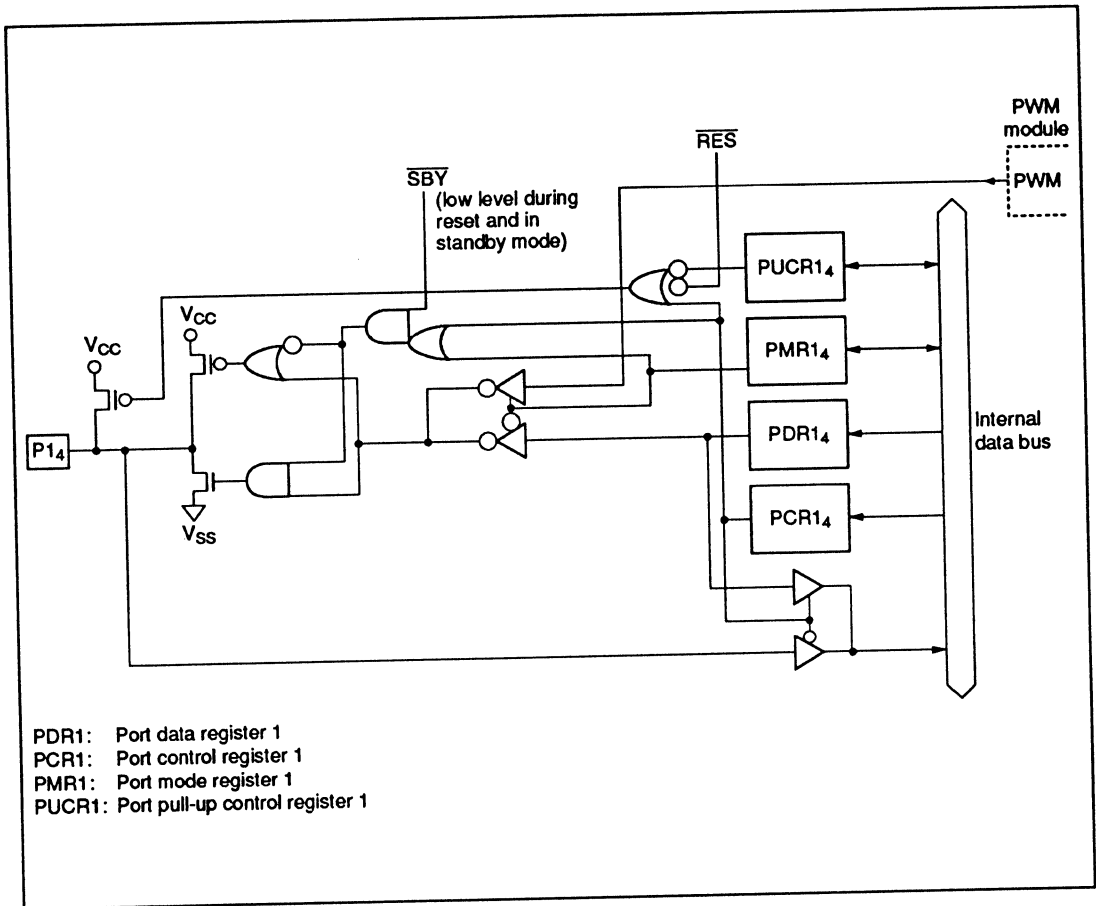 PWM
module
PWM
RES
SBY
(low level during
reset and in
standby mode)
PUCR1₄
VCC
VCC
PMR1₄
P1₄
PDR1₄
Internal
data bus
PCR1₄
VSS
PDR1: Port data register 1
PCR1: Port control register 1
PMR1: Port mode register 1
PUCR1: Port pull-up control register 1